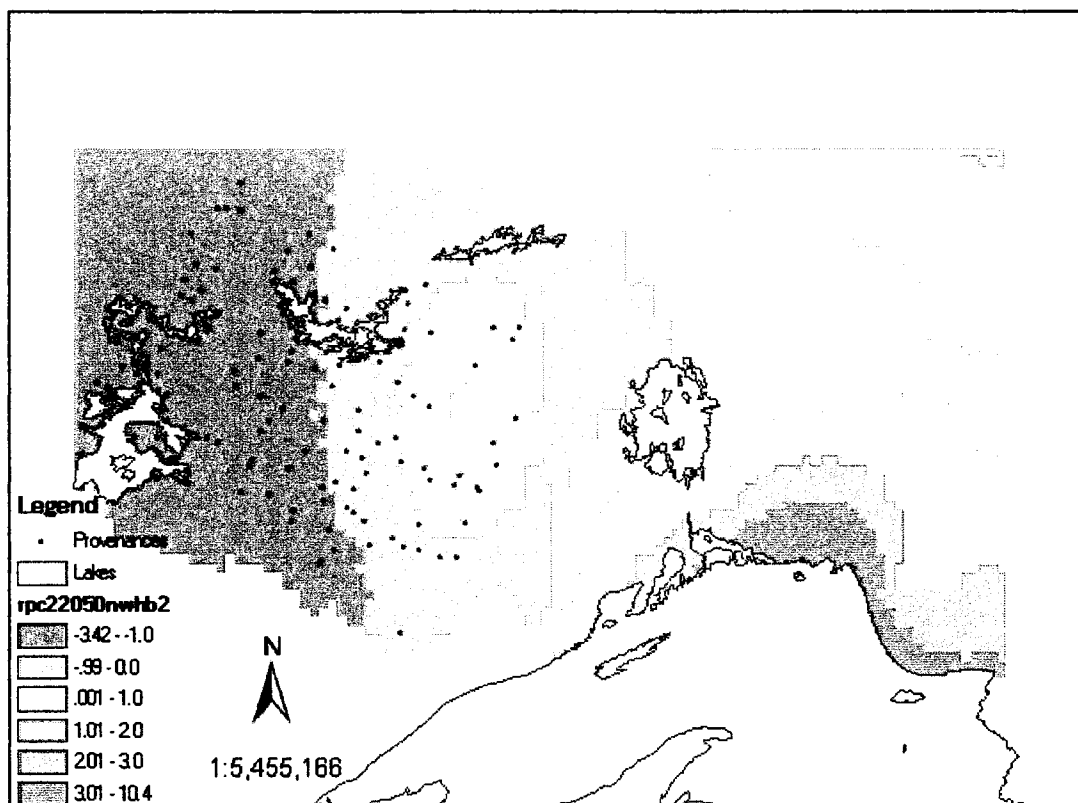 Legend
Provenances
Lakes
rpc22050nwhb2
-3.42 - -1.0
-.99 - 0.0
.001 - 1.0
1.01 - 2.0
2.01 - 3.0
3.01 - 10.4
N
1:5,455,166